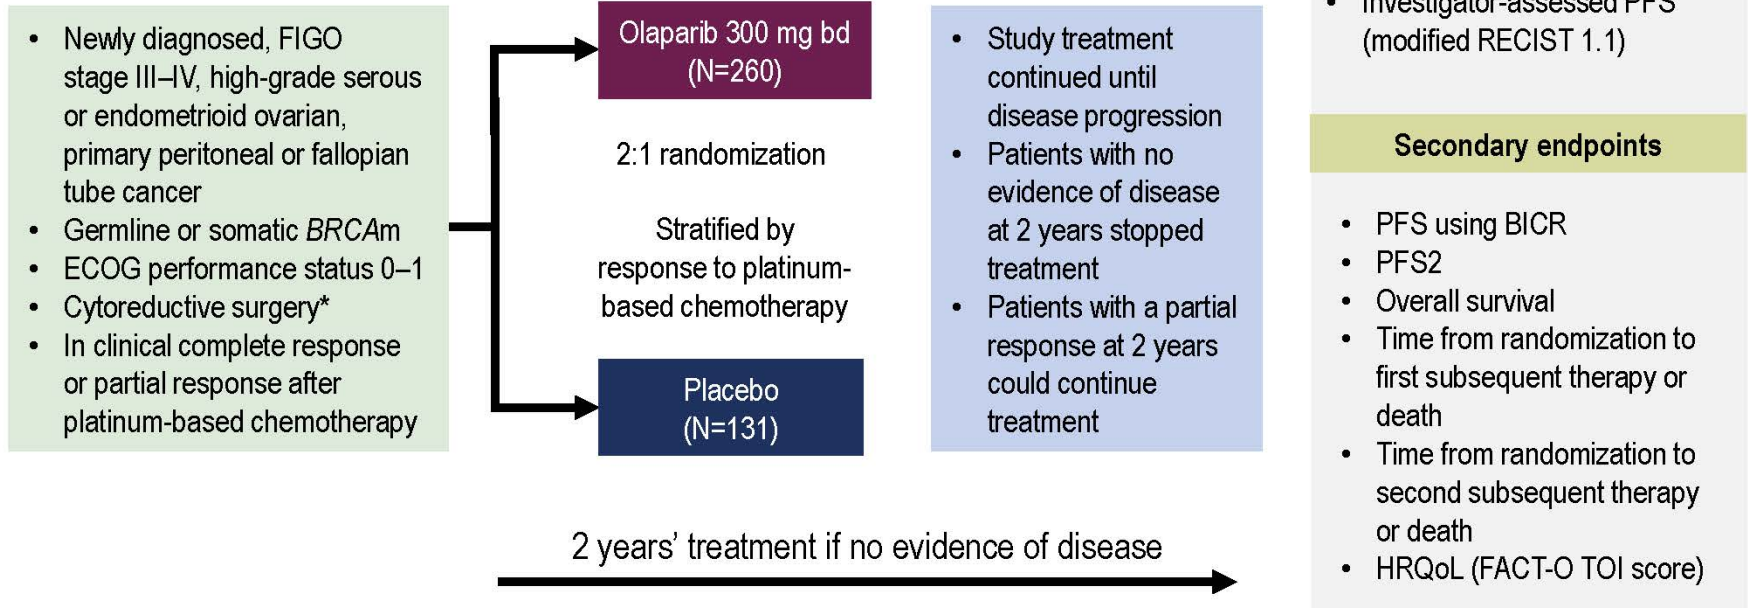 • Newly diagnosed, FIGO
stage III–IV, high-grade serous
or endometrioid ovarian,
primary peritoneal or fallopian
tube cancer
• Germline or somatic BRCAm
• ECOG performance status 0–1
• Cytoreductive surgery*
• In clinical complete response
or partial response after
platinum-based chemotherapy
Olaparib 300 mg bd
(N=260)
2:1 randomization
Stratified by
response to platinum-
based chemotherapy
Placebo
(N=131)
• Study treatment
continued until
disease progression
• Patients with no
evidence of disease
at 2 years stopped
treatment
• Patients with a partial
response at 2 years
could continue
treatment
2 years’ treatment if no evidence of disease
• Investigator-assessed PFS
(modified RECIST 1.1)
Secondary endpoints
• PFS using BICR
• PFS2
• Overall survival
• Time from randomization to
first subsequent therapy or
death
• Time from randomization to
second subsequent therapy
or death
• HRQoL (FACT-O TOI score)